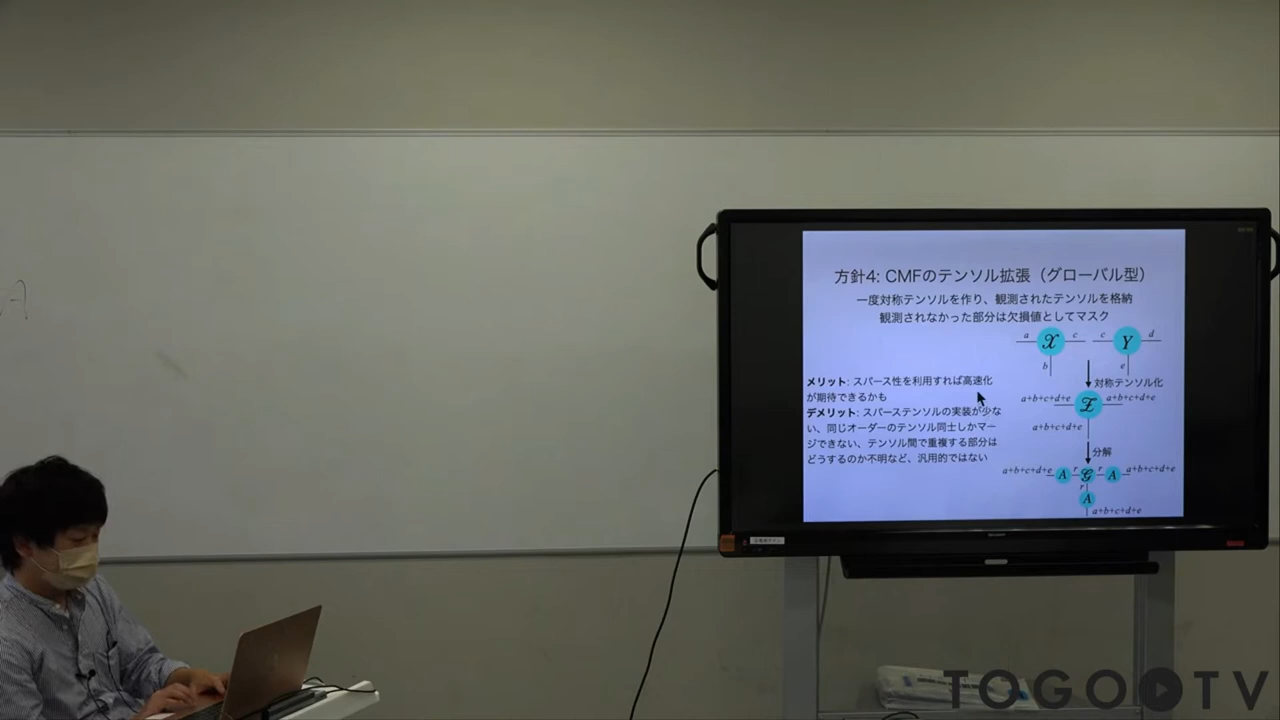 A
方針4: CMFのテンソル拡張（グローバル型）
一度対称テンソルを作り、観測されたテンソルを格納
観測されなかった部分は欠損値としてマスク
a 𝒳 c c Y d
b e
メリット: スパース性を利用すれば高速化
が期待できるかも
デメリット: スパーステンソルの実装が少な
い、同じオーダーのテンソル同士しかマー
ジできない、テンソル間で重複する部分は
どうするのか不明など、汎用的ではない
対称テンソル化
a+b+c+d+e 𝒵 a+b+c+d+e
a+b+c+d+e
分解
a+b+c+d+e A r 𝒢 r A a+b+c+d+e
r
A
a+b+c+d+e
SHARP
TOGO TV